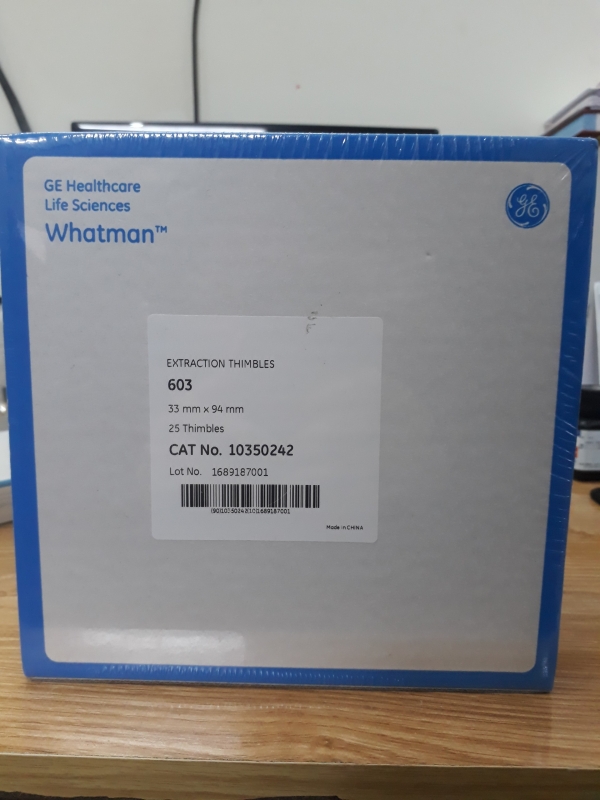 GE Healthcare
Life Sciences
Whatman™
GE
EXTRACTION THIMBLES
603
33 mm x 94 mm
25 Thimbles
CAT No. 10350242
Lot No. 1689187001
Made in CHINA